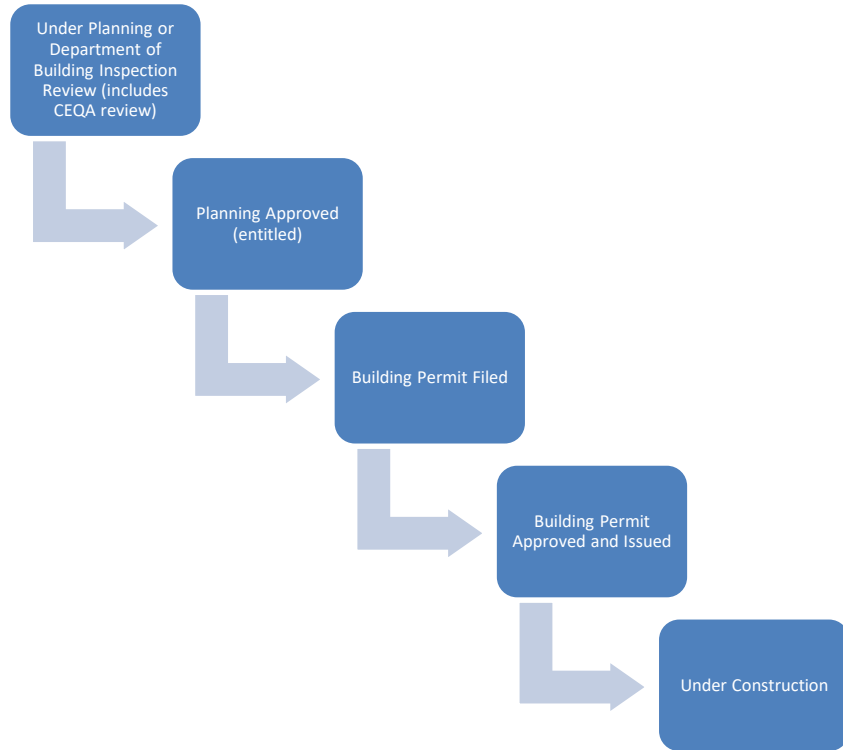 Under Planning or
Department of
Building Inspection
Review (includes
CEQA review)
Planning Approved
(entitled)
Building Permit Filed
Building Permit
Approved and Issued
Under Construction